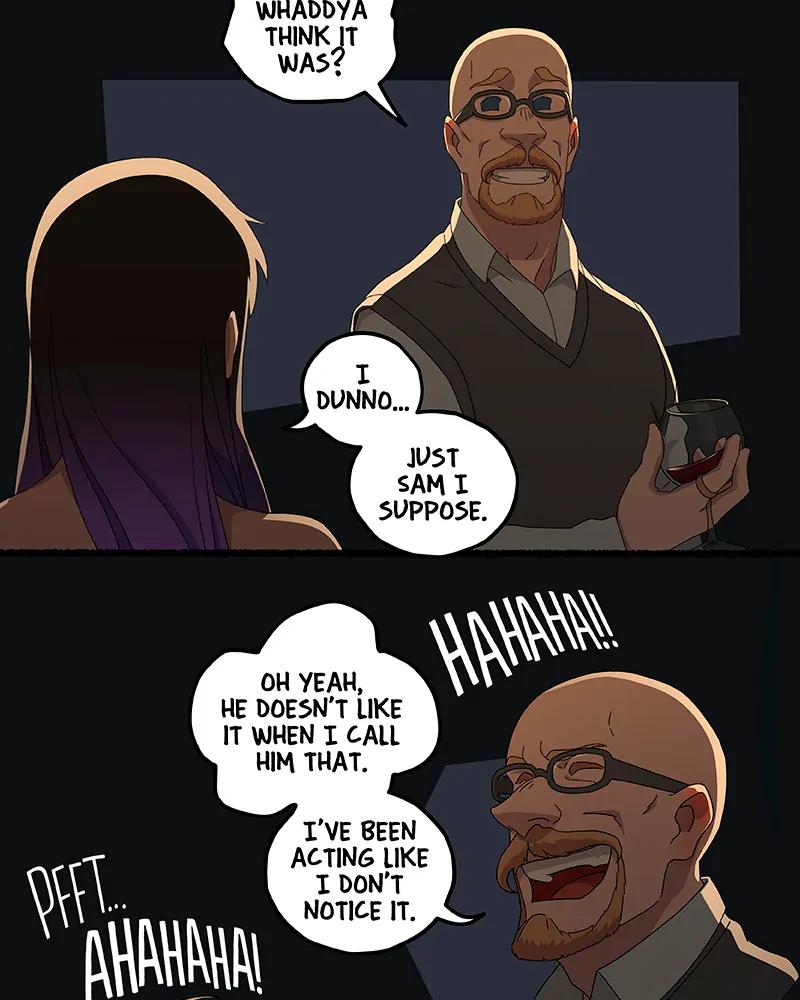 WHADDYA
THINK IT
WAS?
I
DUNNO...
JUST
SAM I
SUPPOSE.
HAHAHA!!
OH YEAH,
HE DOESN'T LIKE
IT WHEN I CALL
HIM THAT.
I'VE BEEN
ACTING LIKE
I DON'T
NOTICE IT.
PFFT...
AHAHAHA!